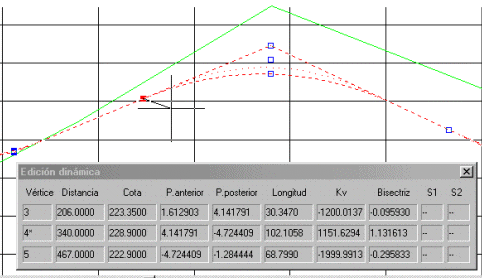 Edición dinámica
Vértice Distancia Cota P.anterior P.posterior Longitud Kv Bisectriz S1 S2
3 206.0000 223.3500 1.612903 4.141791 30.3470 -1200.0137 -0.095930 -- --
4* 340.0000 228.9000 4.141791 -4.724409 102.1058 1151.6294 1.131613 -- --
5 467.0000 222.9000 -4.724409 -1.284444 68.7990 -1999.9913 -0.295833 -- --